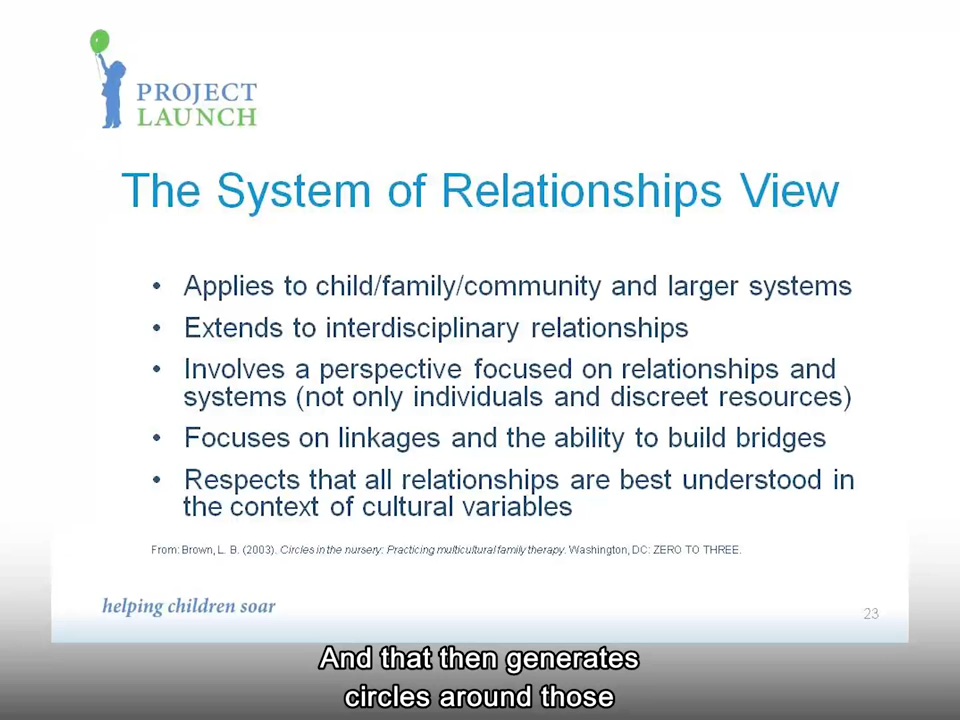 PROJECT
LAUNCH
The System of Relationships View
• Applies to child/family/community and larger systems
• Extends to interdisciplinary relationships
• Involves a perspective focused on relationships and
systems (not only individuals and discreet resources)
• Focuses on linkages and the ability to build bridges
• Respects that all relationships are best understood in
the context of cultural variables
From: Brown, L. B. (2003). Circles in the nursery: Practicing multicultural family therapy. Washington, DC: ZERO TO THREE.
helping children soar
23
And that then generates
circles around those